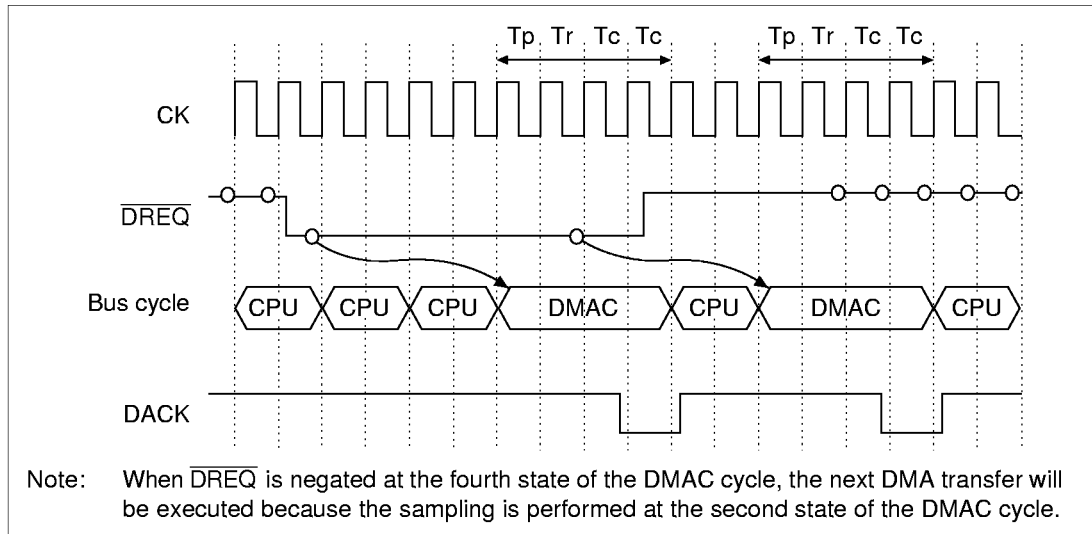 Tp Tr Tc Tc Tp Tr Tc Tc
CK
DREQ
Bus cycle CPU CPU CPU DMAC CPU DMAC CPU
DACK
Note: When DREQ is negated at the fourth state of the DMAC cycle, the next DMA transfer will
be executed because the sampling is performed at the second state of the DMAC cycle.